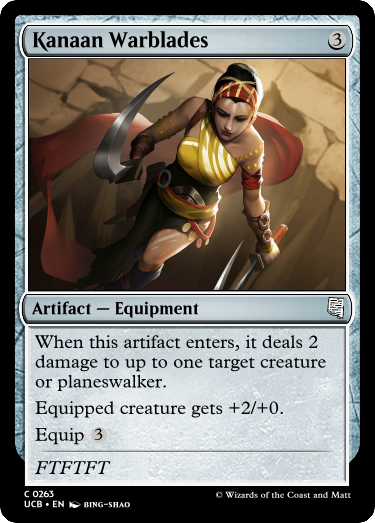 Kanaan Warblades 3
Artifact — Equipment
When this artifact enters, it deals 2
damage to up to one target creature
or planeswalker.
Equipped creature gets +2/+0.
Equip 3
FTFTFT
C 0263
UCB • EN BING-SHAO
© Wizards of the Coast and Matt